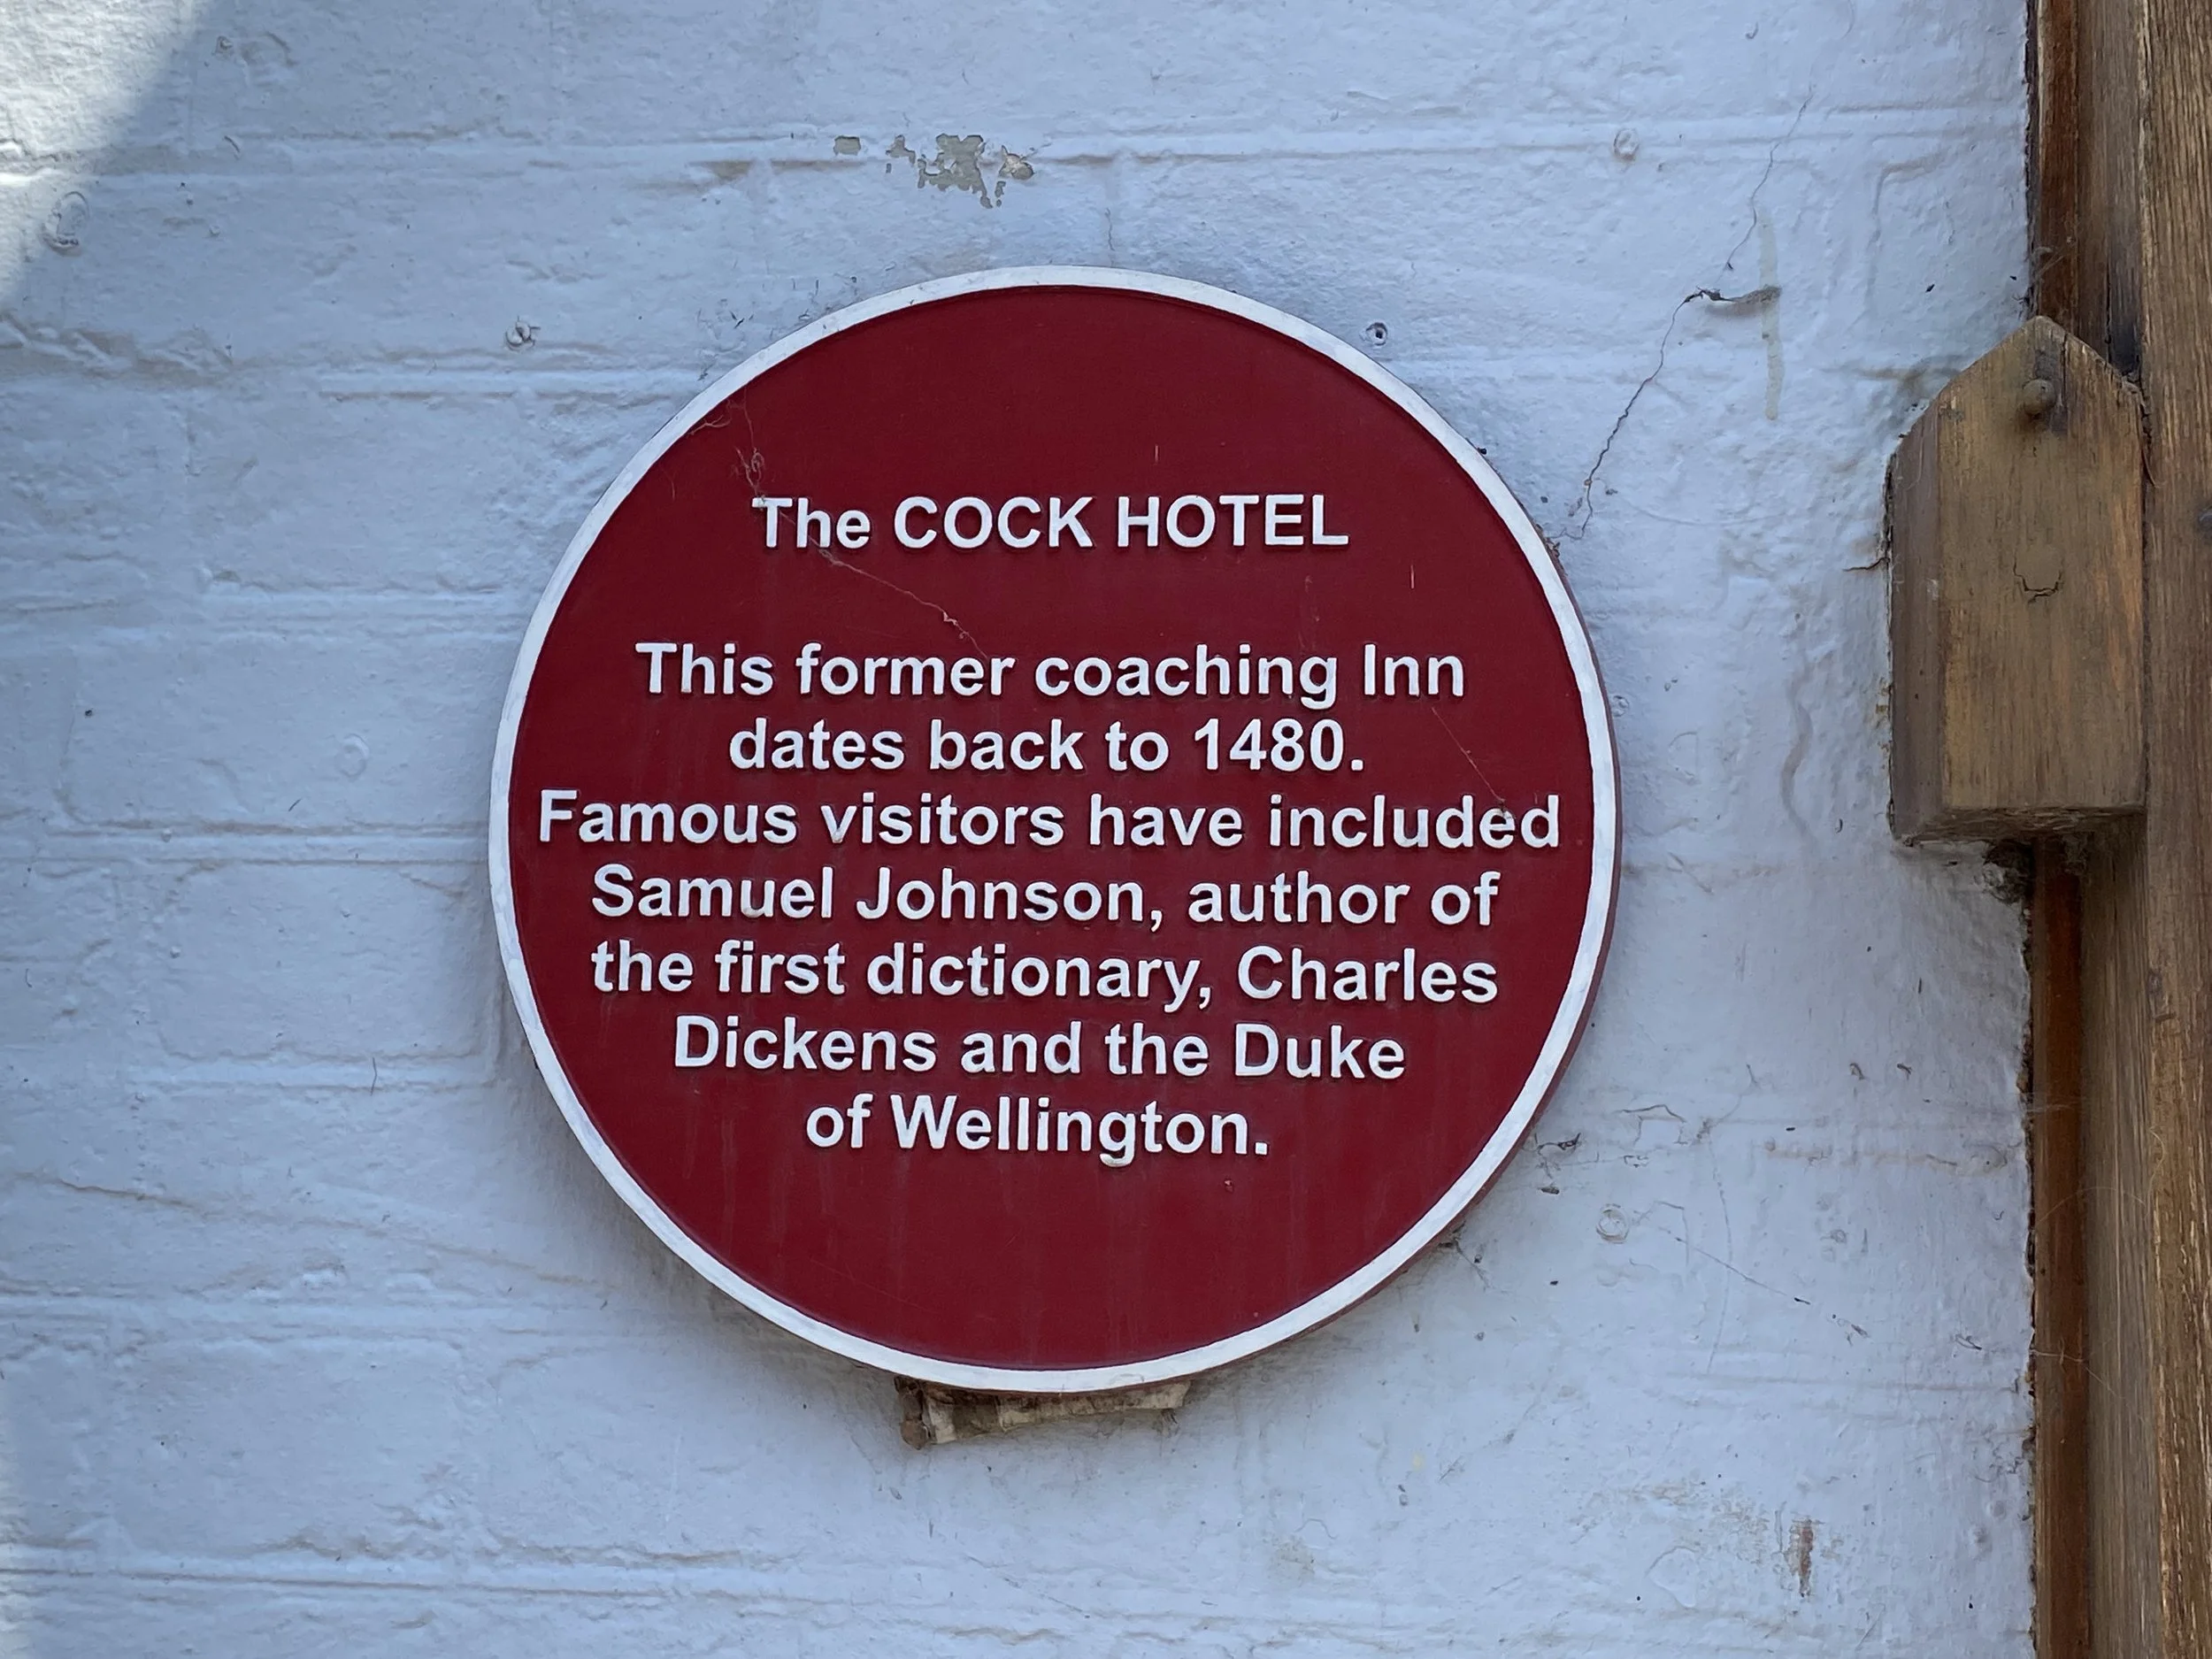 The COCK HOTEL
This former coaching Inn
dates back to 1480.
Famous visitors have included
Samuel Johnson, author of
the first dictionary, Charles
Dickens and the Duke
of Wellington.